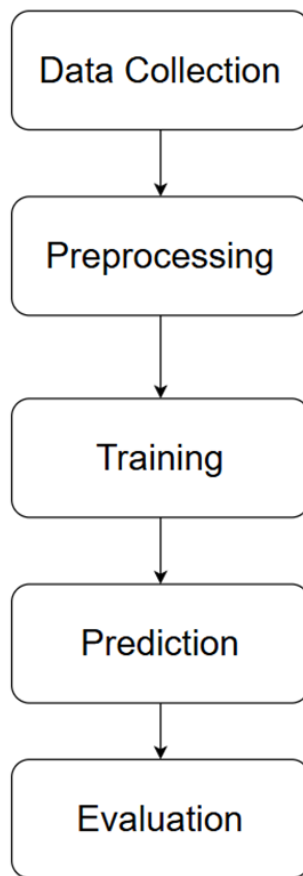 Data Collection
Preprocessing
Training
Prediction
Evaluation